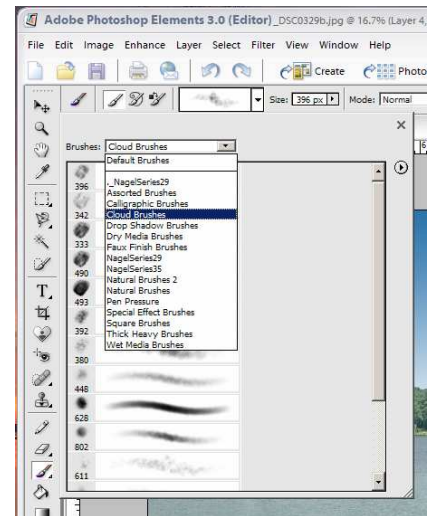 Adobe Photoshop Elements 3.0 (Editor)_DSC0329b.jpg @ 16.7% (Layer 4,
File Edit Image Enhance Layer Select Filter View Window Help
Create Photo
Size: 396 px Mode: Normal
Brushes: Cloud Brushes
Default Brushes
._NagelSeries29
Assorted Brushes
Calligraphic Brushes
Cloud Brushes
Drop Shadow Brushes
Dry Media Brushes
Faux Finish Brushes
NagelSeries29
NagelSeries35
Natural Brushes 2
Natural Brushes
Pen Pressure
Special Effect Brushes
Square Brushes
Thick Heavy Brushes
Wet Media Brushes
396
342
333
490
493
392
380
448
628
802
611
T
6